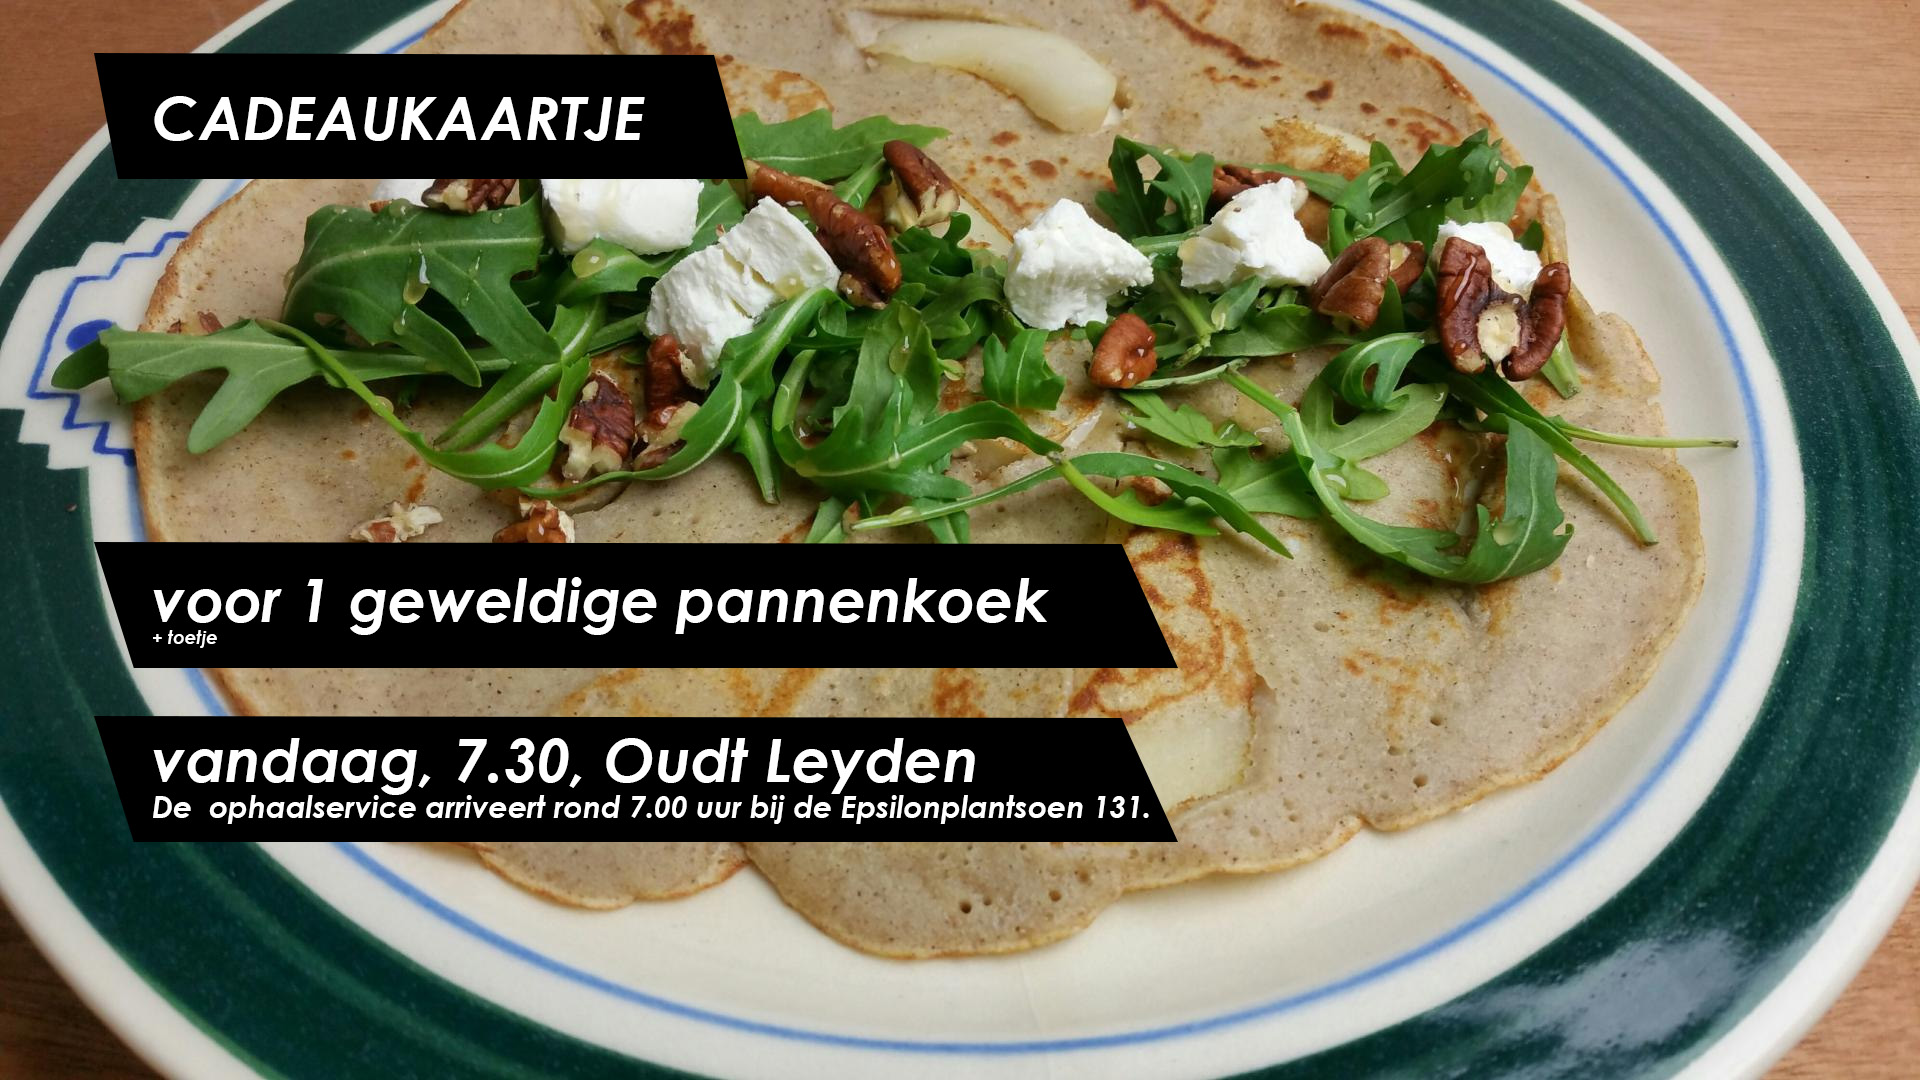 CADEAUKAARTJE
voor 1 geweldige pannenkoek
+ toetje
vandaag, 7.30, Oudt Leyden
De  ophaalservice arriveert rond 7.00 uur bij de Epsilonplantsoen 131.